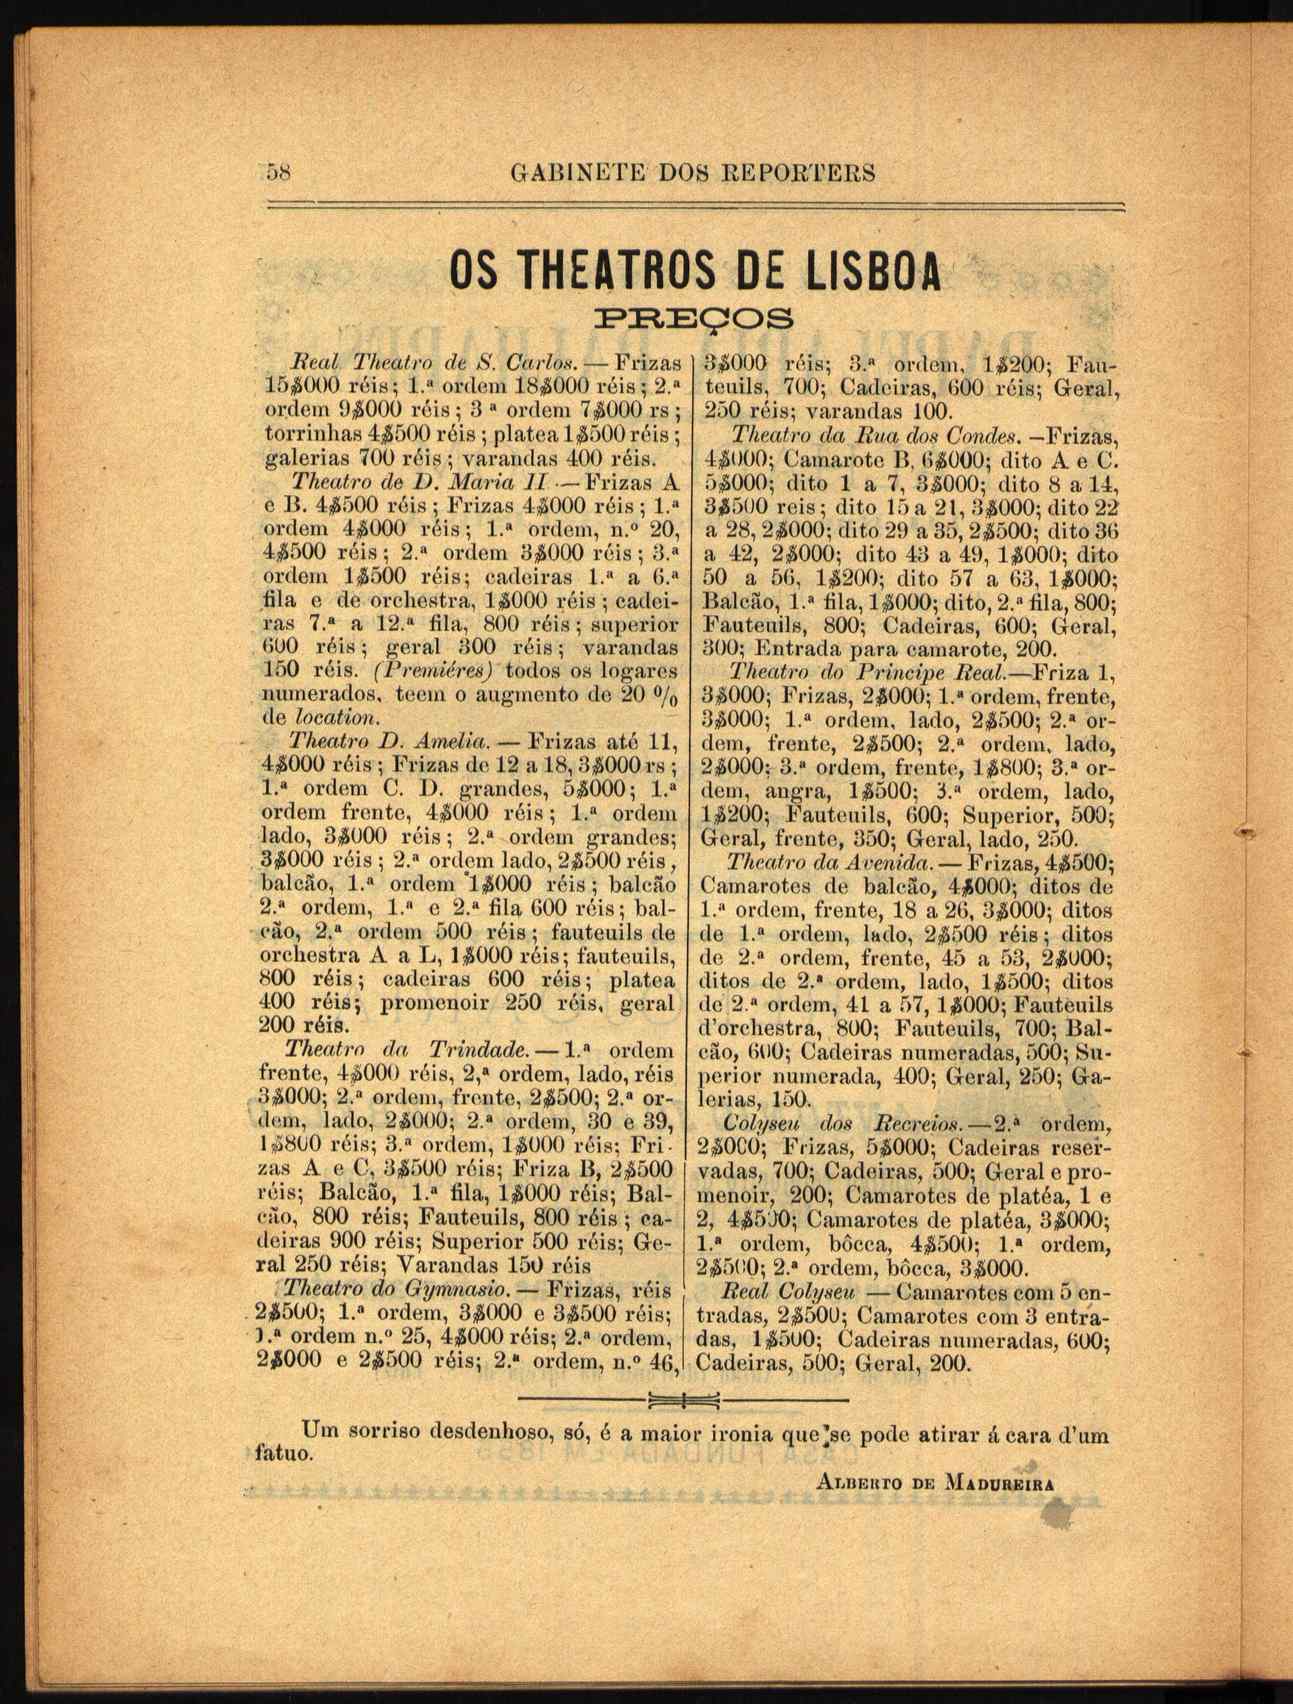 58
GABINETE DOS REPORTERS
OS THEATROS DE LISBOA
PREÇOS
Real Theatro de S. Carlos. — Frizas
15$000 réis; 1.ª ordem 18$000 réis; 2.ª
ordem 9$000 réis; 3 ª ordem 7$000 rs;
torrinhas 4$500 réis; platea 1$500 réis;
galerias 700 réis; varandas 400 réis.
Theatro de D. Maria II.— Frizas A
e B. 4$500 réis; Frizas 4$000 réis; 1.ª
ordem 4$000 réis; 1.ª ordem, n.º 20,
4$500 réis; 2.ª ordem 3$000 réis; 3.ª
ordem 1$500 réis; cadeiras 1.ª a 6.ª
fila e de orchestra, 1$000 réis; cadei-
ras 7.ª a 12.ª fila, 800 réis; superior
600 réis; geral 300 réis; varandas
150 réis. (Premiéres) todos os logares
numerados, teem o augmento de 20 %
de location.
Theatro D. Amelia. — Frizas até 11,
4$000 réis; Frizas de 12 a 18, 3$000 rs;
1.ª ordem C. D. grandes, 5$000; 1.ª
ordem frente, 4$000 réis; 1.ª ordem
lado, 3$000 réis; 2.ª ordem grandes;
3$000 réis; 2.ª ordem lado, 2$500 réis,
balcão, 1.ª ordem 1$000 réis; balcão
2.ª ordem, 1.ª e 2.ª fila 600 réis; bal-
cão, 2.ª ordem 500 réis; fauteuils de
orchestra A a L, 1$000 réis; fauteuils,
800 réis; cadeiras 600 réis; platea
400 réis; promenoir 250 réis, geral
200 réis.
Theatro da Trindade. — 1.ª ordem
frente, 4$000 réis, 2,ª ordem, lado, réis
3$000; 2.ª ordem, frente, 2$500; 2.ª or-
dem, lado, 2$000; 2.ª ordem, 30 e 39,
1$800 réis; 3.ª ordem, 1$000 réis; Fri-
zas A e C, 3$500 réis; Friza B, 2$500
réis; Balcão, 1.ª fila, 1$000 réis; Bal-
cão, 800 réis; Fauteuils, 800 réis; ca-
deiras 900 réis; Superior 500 réis; Ge-
ral 250 réis; Varandas 150 réis
Theatro do Gymnasio. — Frizas, réis
2$500; 1.ª ordem, 3$000 e 3$500 réis;
1.ª ordem n.º 25, 4$000 réis; 2.ª ordem,
2$000 e 2$500 réis; 2.ª ordem, n.º 46,
3$000 réis; 3.ª ordem, 1$200; Fau-
teuils, 700; Cadeiras, 600 réis; Geral,
250 réis; varandas 100.
Theatro da Rua dos Condes. —Frizas,
4$000; Camarote B, 6$000; dito A e C.
5$000; dito 1 a 7, 3$000; dito 8 a 14,
3$500 reis; dito 15 a 21, 3$000; dito 22
a 28, 2$000; dito 29 a 35, 2$500; dito 36
a 42, 2$000; dito 43 a 49, 1$000; dito
50 a 56, 1$200; dito 57 a 63, 1$000;
Balcão, 1.ª fila, 1$000; dito, 2.ª fila, 800;
Fauteuils, 800; Cadeiras, 600; Geral,
300; Entrada para camarote, 200.
Theatro do Principe Real.—Friza 1,
3$000; Frizas, 2$000; 1.ª ordem, frente,
3$000; 1.ª ordem, lado, 2$500; 2.ª or-
dem, frente, 2$500; 2.ª ordem, lado,
2$000; 3.ª ordem, frente, 1$800; 3.ª or-
dem, angra, 1$500; 3.ª ordem, lado,
1$200; Fauteuils, 600; Superior, 500;
Geral, frente, 350; Geral, lado, 250.
Theatro da Avenida. — Frizas, 4$500;
Camarotes de balcão, 4$000; ditos de
1.ª ordem, frente, 18 a 26, 3$000; ditos
de 1.ª ordem, lado, 2$500 réis; ditos
de 2.ª ordem, frente, 45 a 53, 2$000;
ditos de 2.ª ordem, lado, 1$500; ditos
de 2.ª ordem, 41 a 57, 1$000; Fauteuils
d'orchestra, 800; Fauteuils, 700; Bal-
cão, 600; Cadeiras numeradas, 500; Su-
perior numerada, 400; Geral, 250; Ga-
lerias, 150.
Colyseu dos Recreios.—2.ª ordem,
2$000; Frizas, 5$000; Cadeiras reser-
vadas, 700; Cadeiras, 500; Geral e pro-
menoir, 200; Camarotes de platéa, 1 e
2, 4$500; Camarotes de platéa, 3$000;
1.ª ordem, bôcca, 4$500; 1.ª ordem,
2$500; 2.ª ordem, bôcca, 3$000.
Real Colyseu — Camarotes com 5 en-
tradas, 2$500; Camarotes com 3 entra-
das, 1$500; Cadeiras numeradas, 600;
Cadeiras, 500; Geral, 200.
Um sorriso desdenhoso, só, é a maior ironia que se pode atirar á cara d'um
fatuo.
ALBERTO DE MADUREIRA